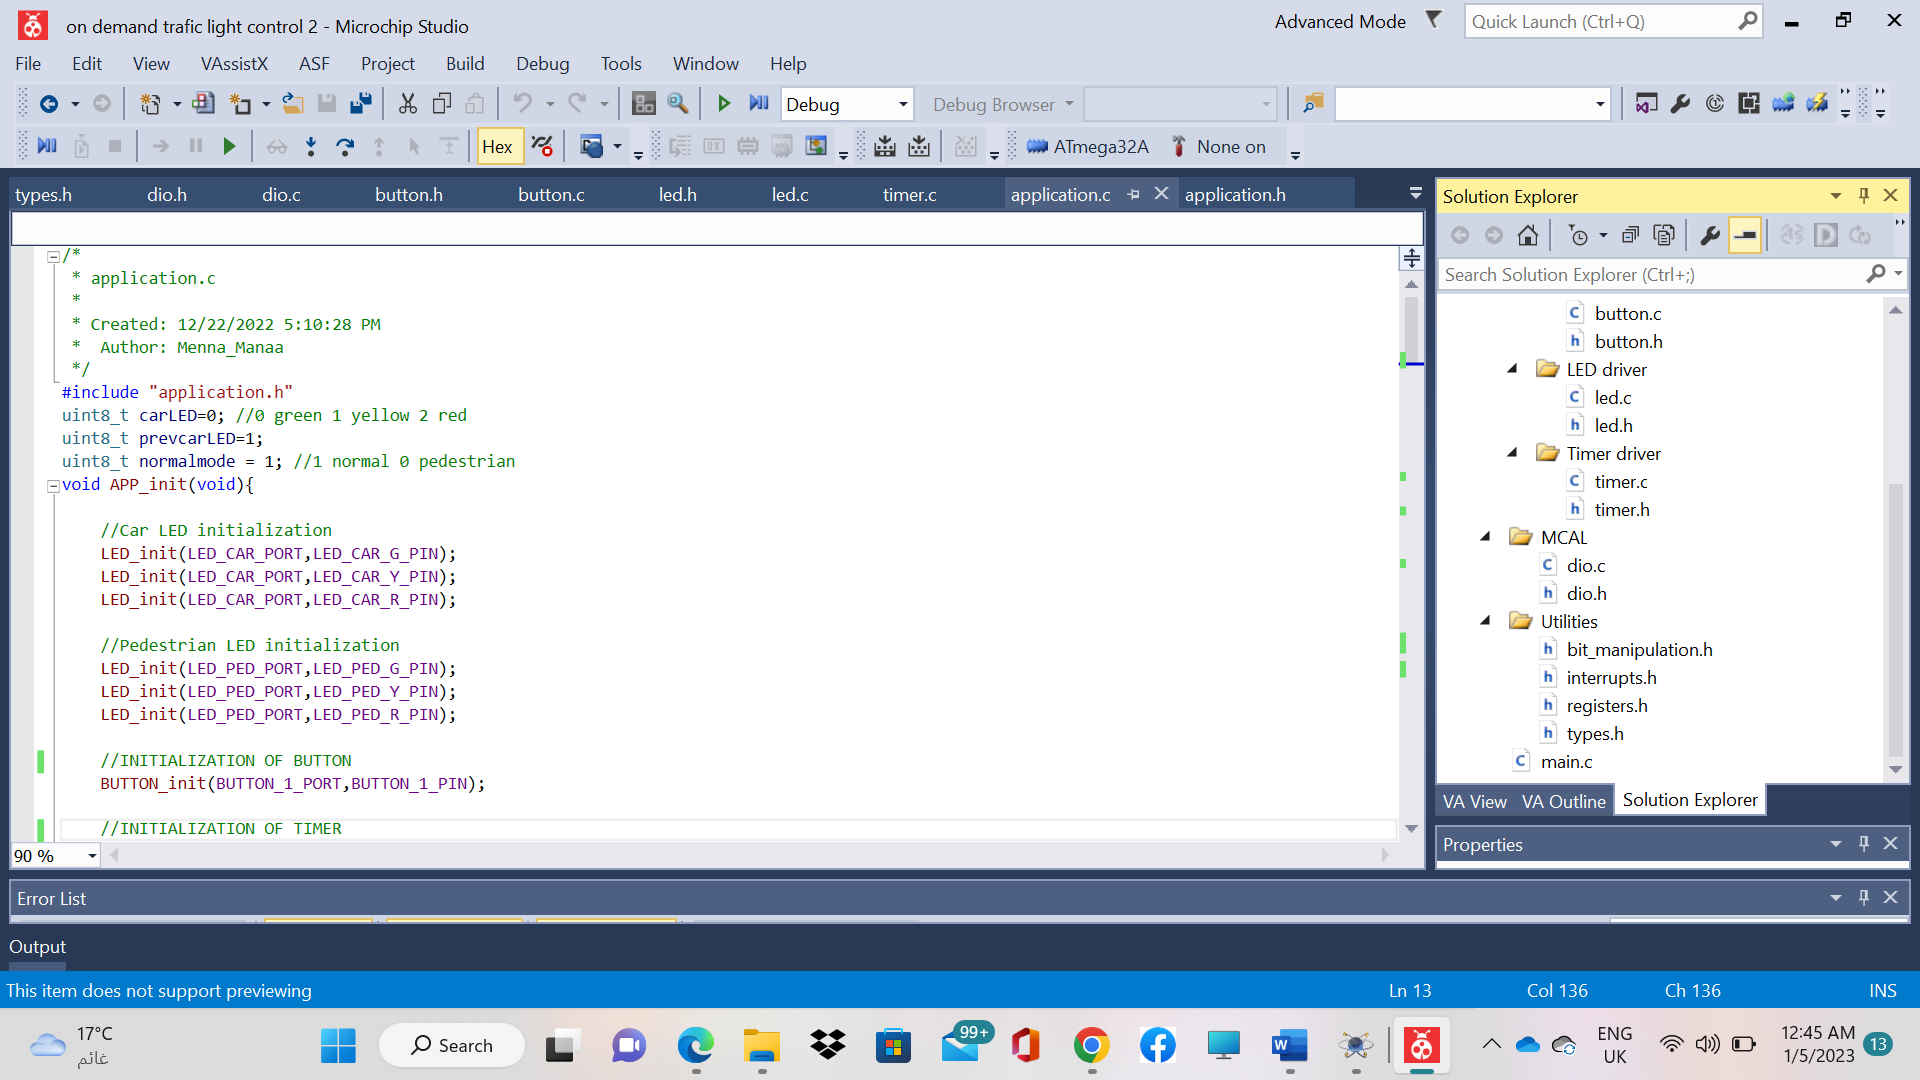 on demand trafic light control 2 - Microchip Studio
Advanced Mode
Quick Launch (Ctrl+Q)
File Edit View VAssistX ASF Project Build Debug Tools Window Help
Debug
Debug Browser
Hex
ATmega32A
None on
types.h dio.h dio.c button.h button.c led.h led.c timer.c application.c application.h
/*
* application.c
*
* Created: 12/22/2022 5:10:28 PM
* Author: Menna_Manaa
*/
#include "application.h"
uint8_t carLED=0; //0 green 1 yellow 2 red
uint8_t prevcarLED=1;
uint8_t normalmode = 1; //1 normal 0 pedestrian
void APP_init(void){
//Car LED initialization
LED_init(LED_CAR_PORT,LED_CAR_G_PIN);
LED_init(LED_CAR_PORT,LED_CAR_Y_PIN);
LED_init(LED_CAR_PORT,LED_CAR_R_PIN);
//Pedestrian LED initialization
LED_init(LED_PED_PORT,LED_PED_G_PIN);
LED_init(LED_PED_PORT,LED_PED_Y_PIN);
LED_init(LED_PED_PORT,LED_PED_R_PIN);
//INITIALIZATION OF BUTTON
BUTTON_init(BUTTON_1_PORT,BUTTON_1_PIN);
//INITIALIZATION OF TIMER
90 %
Solution Explorer
Search Solution Explorer (Ctrl+;)
button.c
button.h
LED driver
led.c
led.h
Timer driver
timer.c
timer.h
MCAL
dio.c
dio.h
Utilities
bit_manipulation.h
interrupts.h
registers.h
types.h
main.c
VA View VA Outline Solution Explorer
Properties
Error List
Output
This item does not support previewing
Ln 13 Col 136 Ch 136 INS
17°C
غائم
Search
99+
ENG
UK
12:45 AM
1/5/2023
13